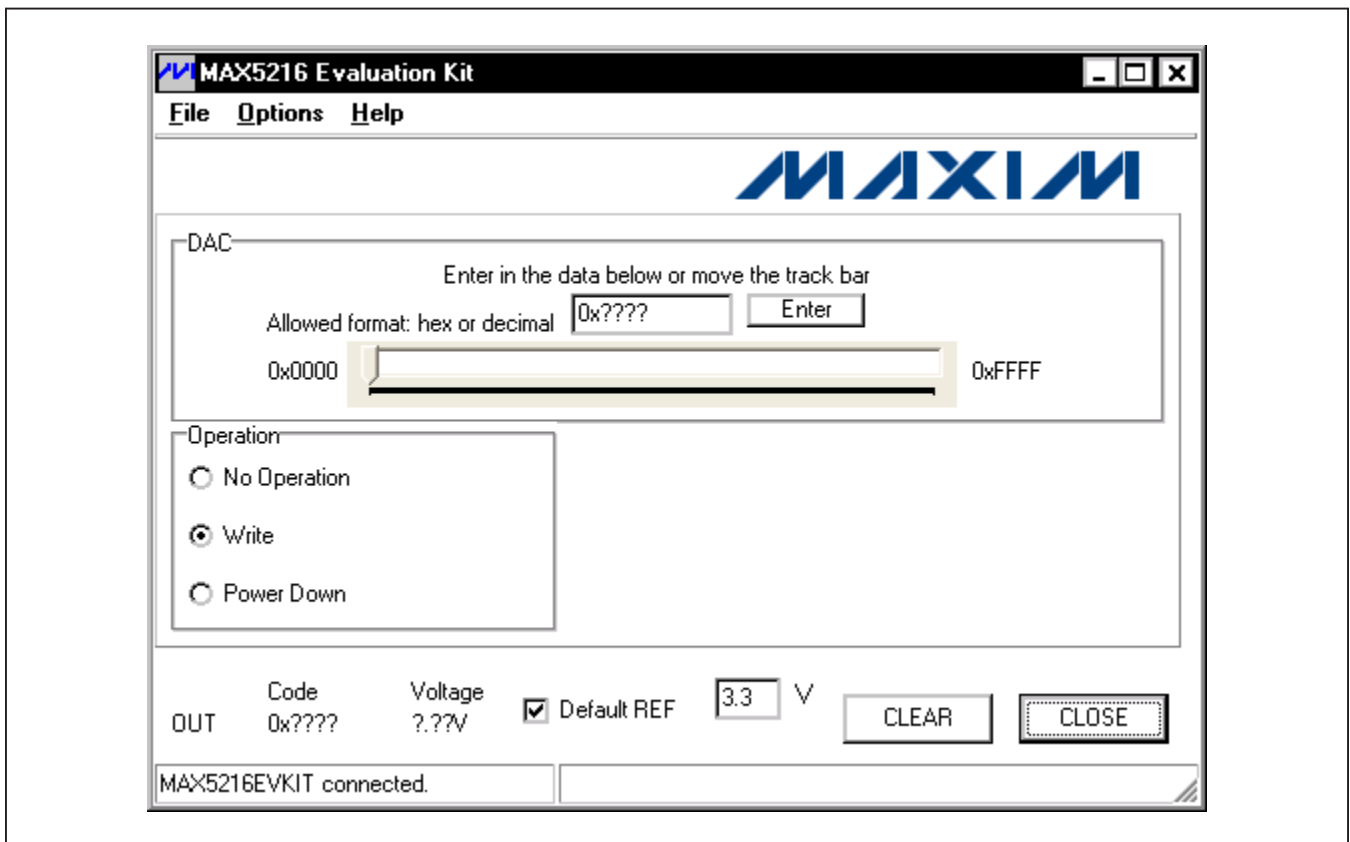 MAX5216 Evaluation Kit
File Options Help
MAXIM
DAC
Enter in the data below or move the track bar
Allowed format: hex or decimal 0x???? Enter
0x0000 0xFFFF
Operation
No Operation
Write
Power Down
Code Voltage Default REF 3.3 V CLEAR CLOSE
OUT 0x???? ?.??V
MAX5216EVKIT connected.